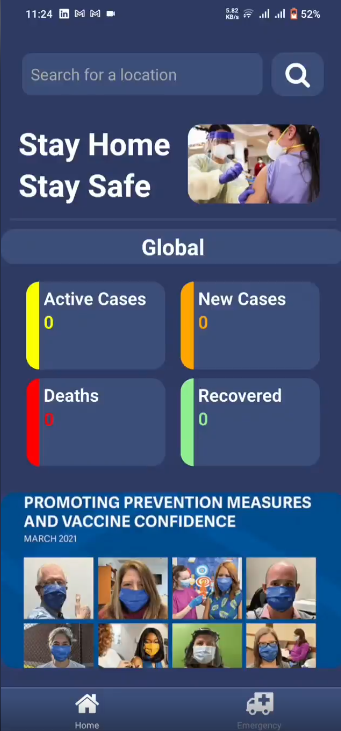 11:24
5.82
KB/s
52%
Search for a location
Stay Home
Stay Safe
Global
Active Cases
0
New Cases
0
Deaths
0
Recovered
0
PROMOTING PREVENTION MEASURES
AND VACCINE CONFIDENCE
MARCH 2021
Home
Emergency